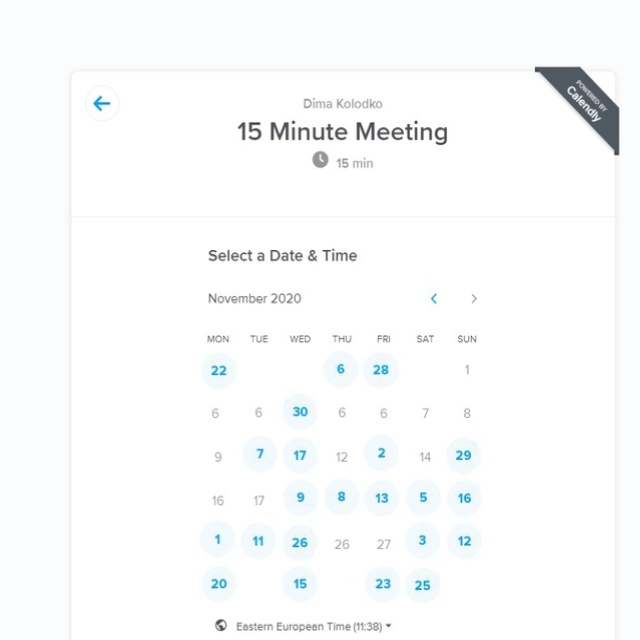 POWERED BY
Calendly
Dima Kolodko
15 Minute Meeting
15 min
Select a Date & Time
November 2020
MON TUE WED THU FRI SAT SUN
22 6 28 1
6 6 30 6 6 7 8
9 7 17 12 2 14 29
16 17 9 8 13 5 16
1 11 26 26 27 3 12
20 15 23 25
Eastern European Time (11:38)